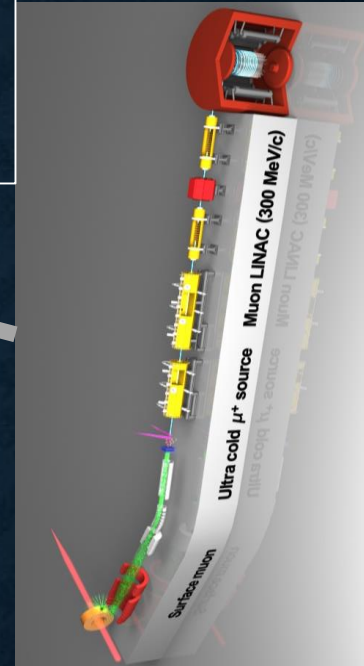 Surface muon
Ultra cold μ⁺ source
Muon LINAC (300 MeV/c)